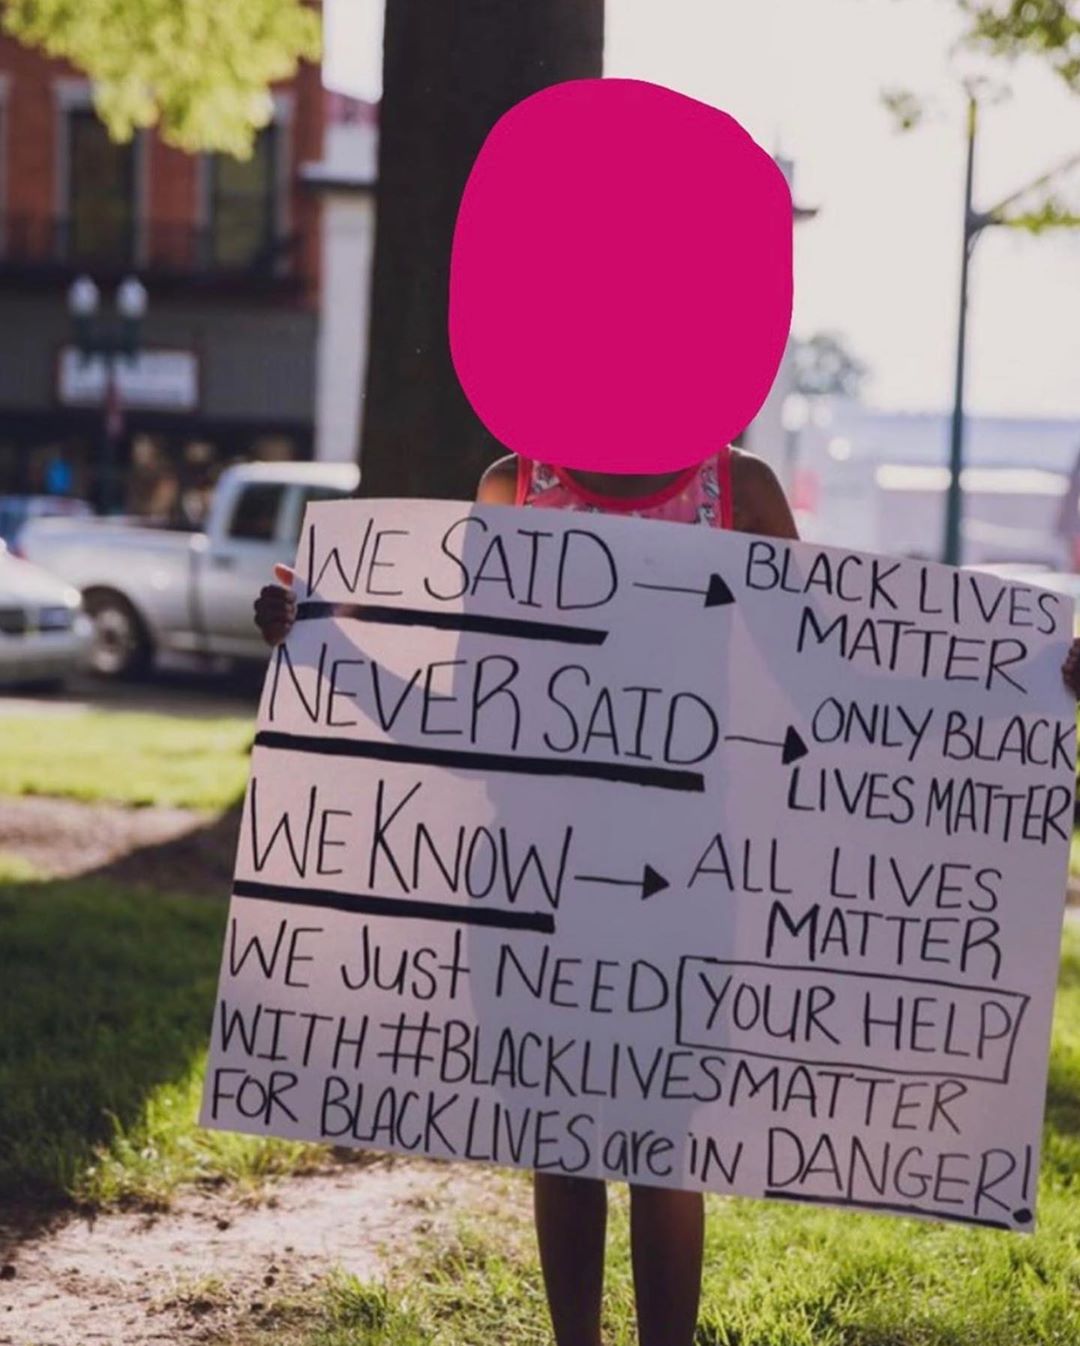 WE SAID → BLACK LIVES
MATTER
NEVER SAID → ONLY BLACK
LIVES MATTER
WE KNOW → ALL LIVES
MATTER
WE JUSt NEED YOUR HELP
WITH #BLACKLIVESMATTER
FOR BLACK LIVES are iN DANGER!